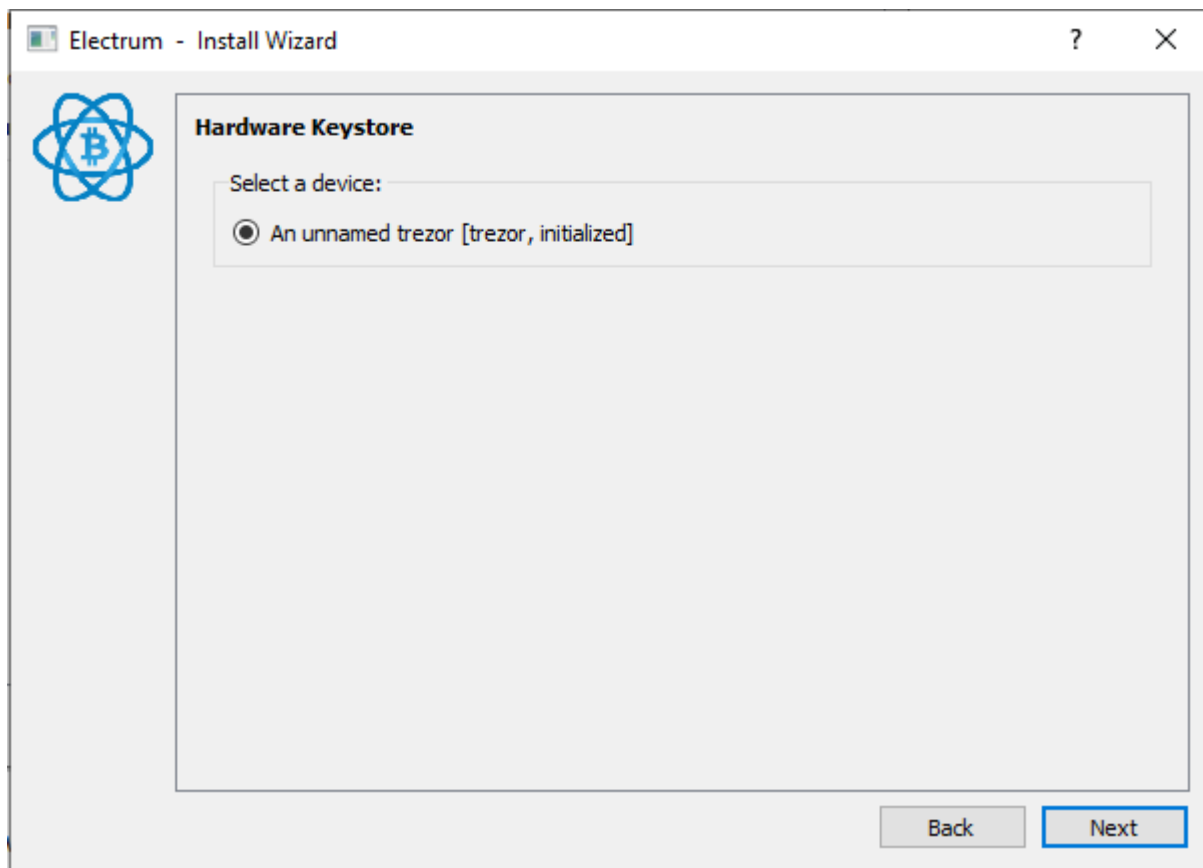 Electrum - Install Wizard
Hardware Keystore
Select a device:
An unnamed trezor [trezor, initialized]
Back Next